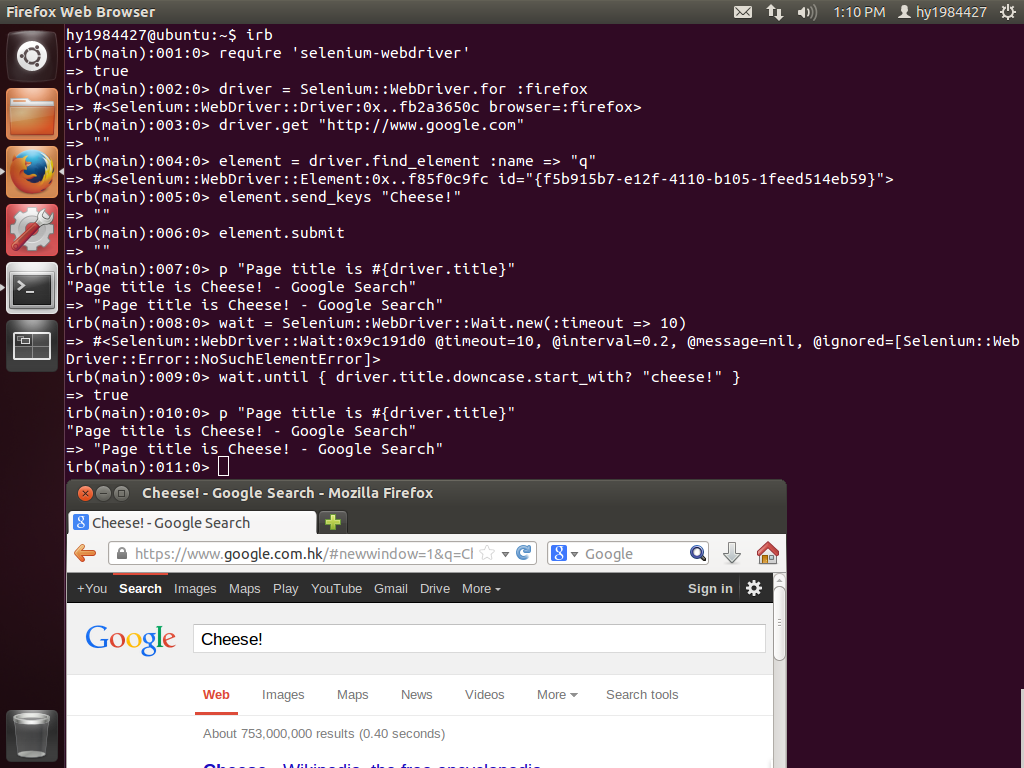 Firefox Web Browser
1:10 PM hy1984427
hy1984427@ubuntu:~$ irb
irb(main):001:0> require 'selenium-webdriver'
=> true
irb(main):002:0> driver = Selenium::WebDriver.for :firefox
=> #<Selenium::WebDriver::Driver:0x..fb2a3650c browser=:firefox>
irb(main):003:0> driver.get "http://www.google.com"
=> ""
irb(main):004:0> element = driver.find_element :name => "q"
=> #<Selenium::WebDriver::Element:0x..f85f0c9fc id="{f5b915b7-e12f-4110-b105-1feed514eb59}">
irb(main):005:0> element.send_keys "Cheese!"
=> ""
irb(main):006:0> element.submit
=> ""
irb(main):007:0> p "Page title is #{driver.title}"
"Page title is Cheese! - Google Search"
=> "Page title is Cheese! - Google Search"
irb(main):008:0> wait = Selenium::WebDriver::Wait.new(:timeout => 10)
=> #<Selenium::WebDriver::Wait:0x9c191d0 @timeout=10, @interval=0.2, @message=nil, @ignored=[Selenium::Web
Driver::Error::NoSuchElementError]>
irb(main):009:0> wait.until { driver.title.downcase.start_with? "cheese!" }
=> true
irb(main):010:0> p "Page title is #{driver.title}"
"Page title is Cheese! - Google Search"
=> "Page title is Cheese! - Google Search"
irb(main):011:0>
Cheese! - Google Search - Mozilla Firefox
Cheese! - Google Search
https://www.google.com.hk/#newwindow=1&q=Cl Google
+You Search Images Maps Play YouTube Gmail Drive More Sign in
Google Cheese!
Web Images Maps News Videos More Search tools
About 753,000,000 results (0.40 seconds)
Cheese - Wikipedia, the free encyclopedia